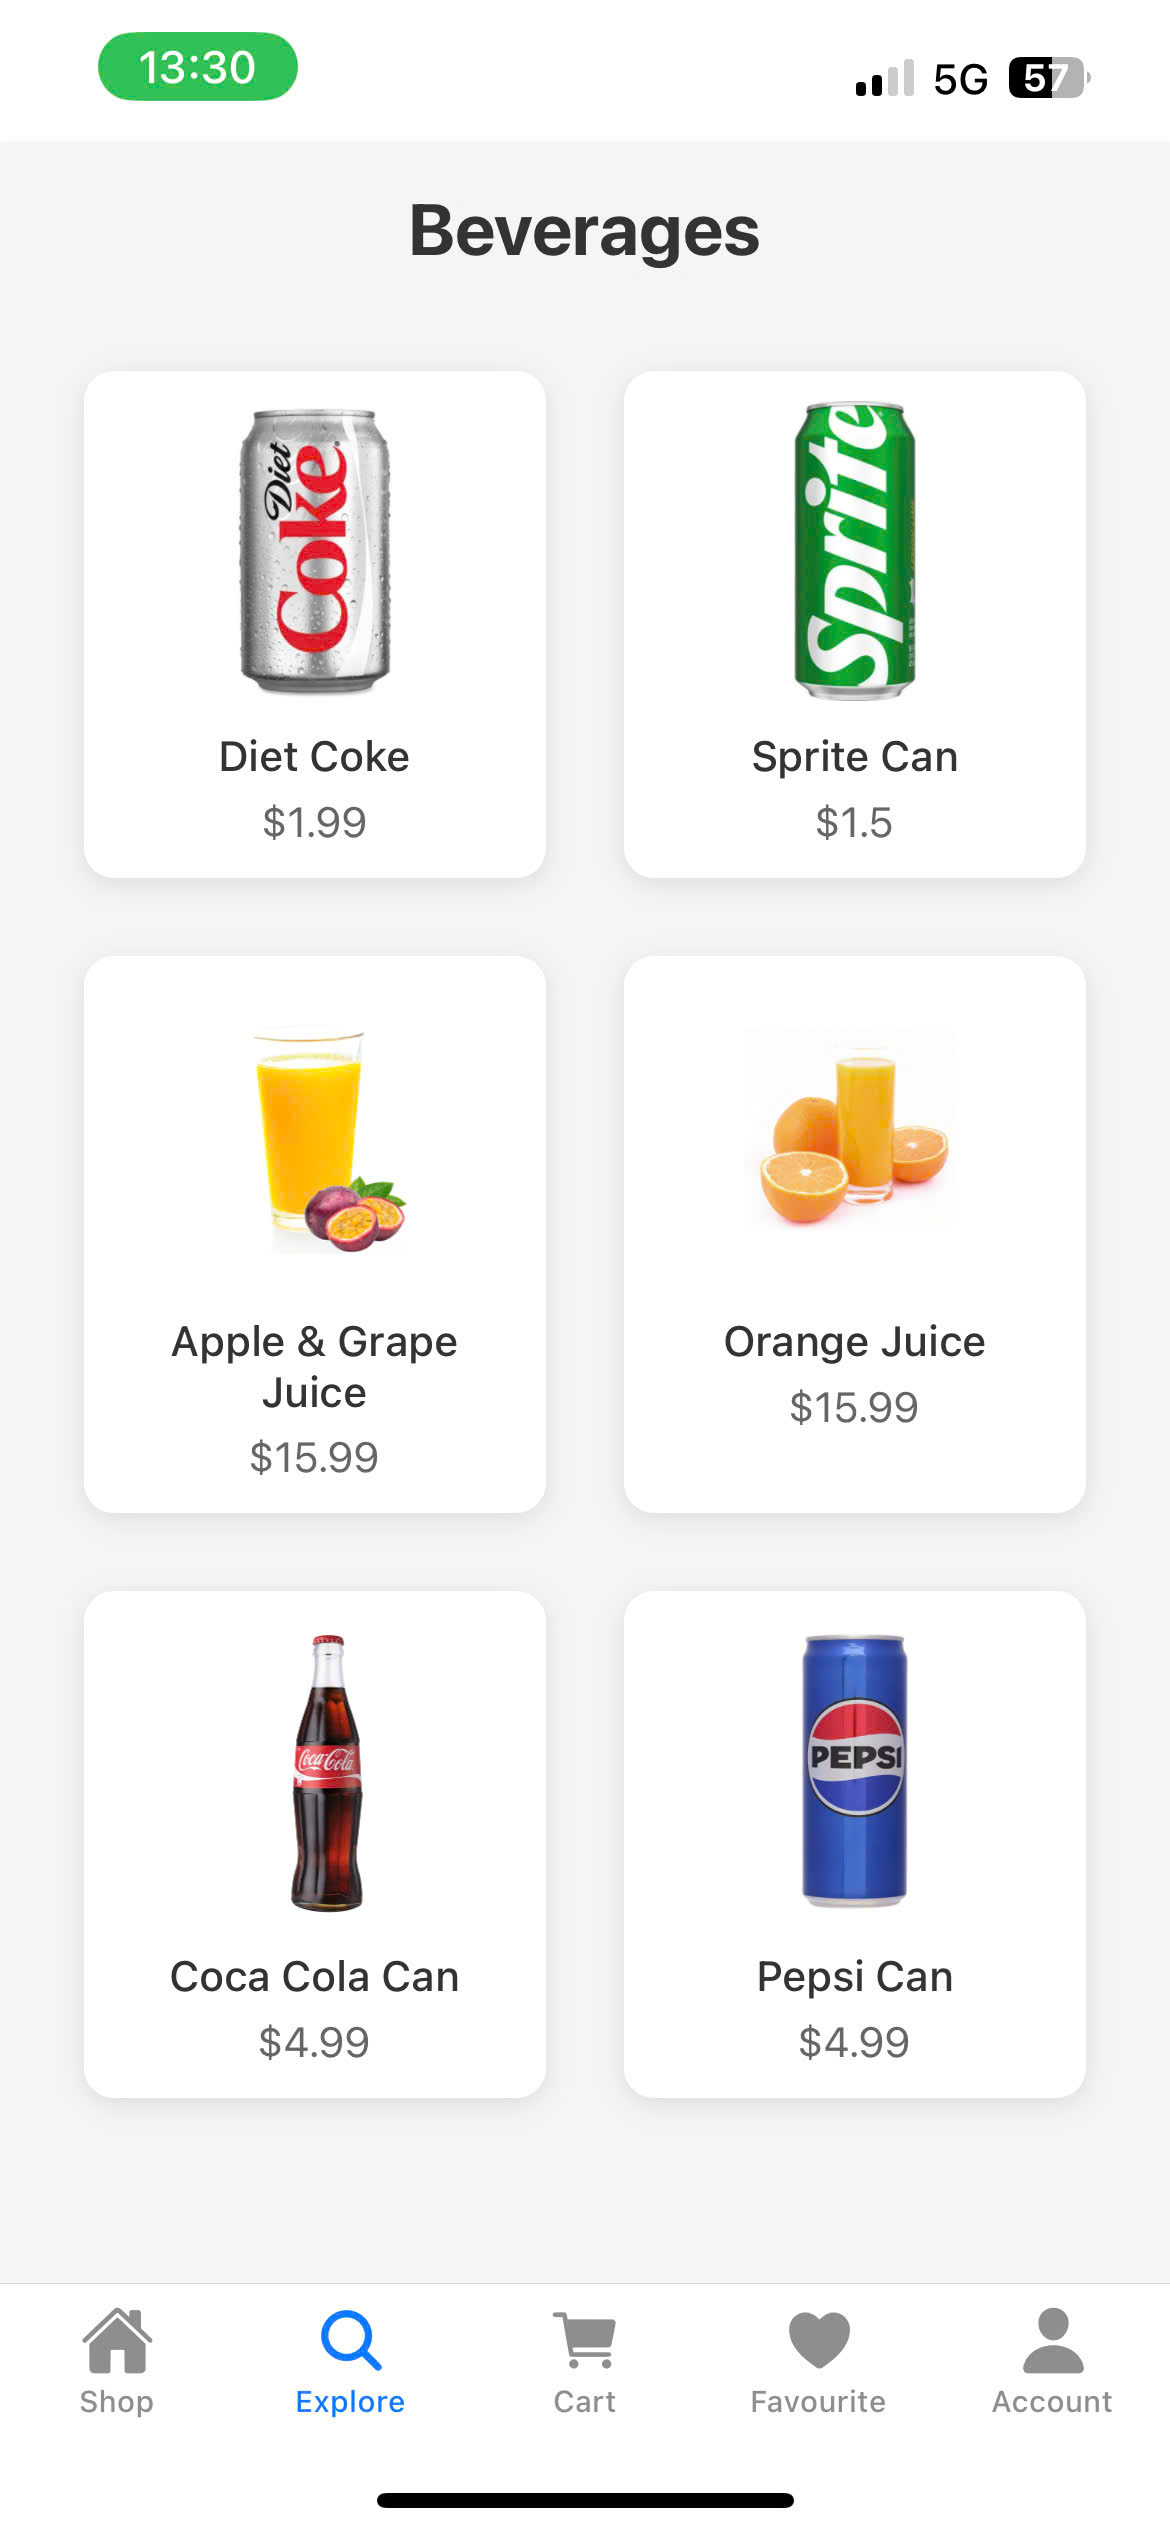 13:30
5G 57
Beverages
Diet
Coke
Sprite
Diet Coke
$1.99
Sprite Can
$1.5
Apple & Grape
Juice
$15.99
Orange Juice
$15.99
Coca-Cola
PEPSI
Coca Cola Can
$4.99
Pepsi Can
$4.99
Shop
Explore
Cart
Favourite
Account